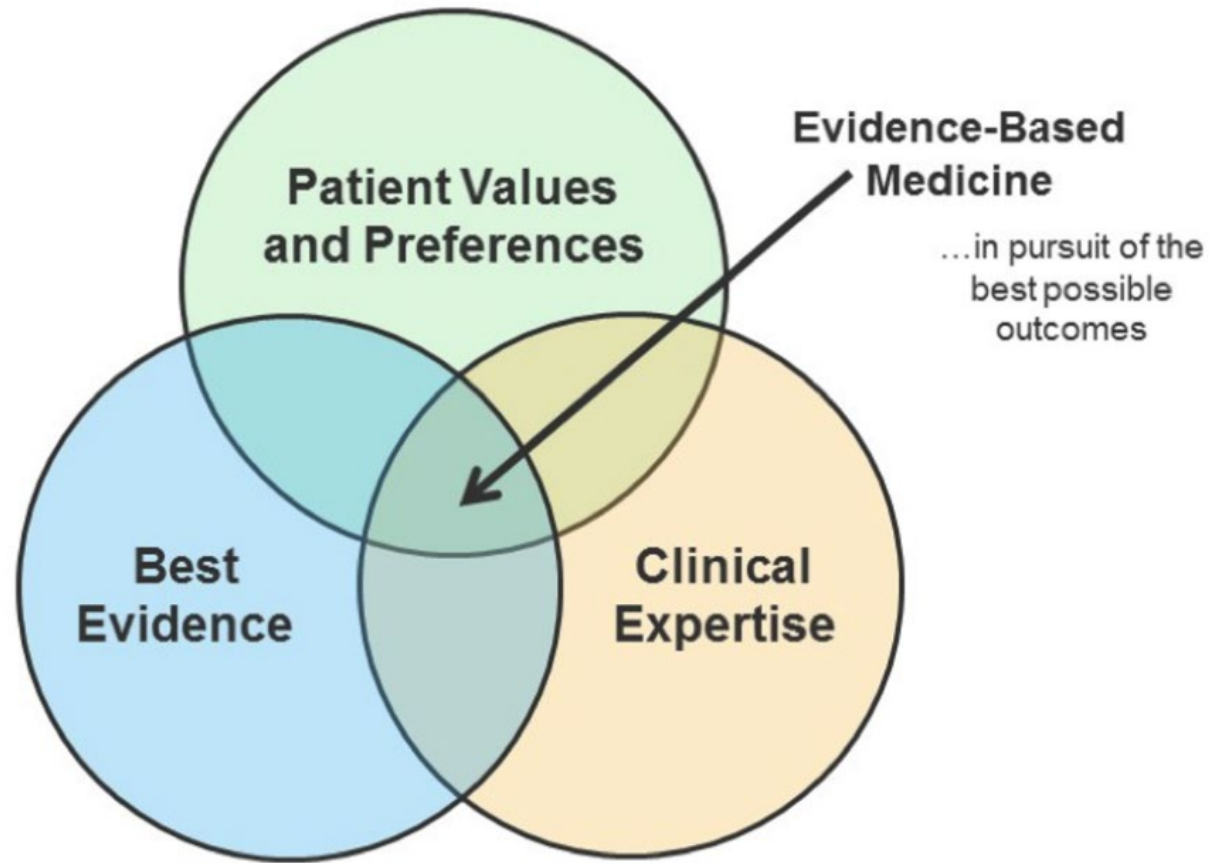 Patient Values
and Preferences
Evidence-Based
Medicine
…in pursuit of the
best possible
outcomes
Best
Evidence
Clinical
Expertise